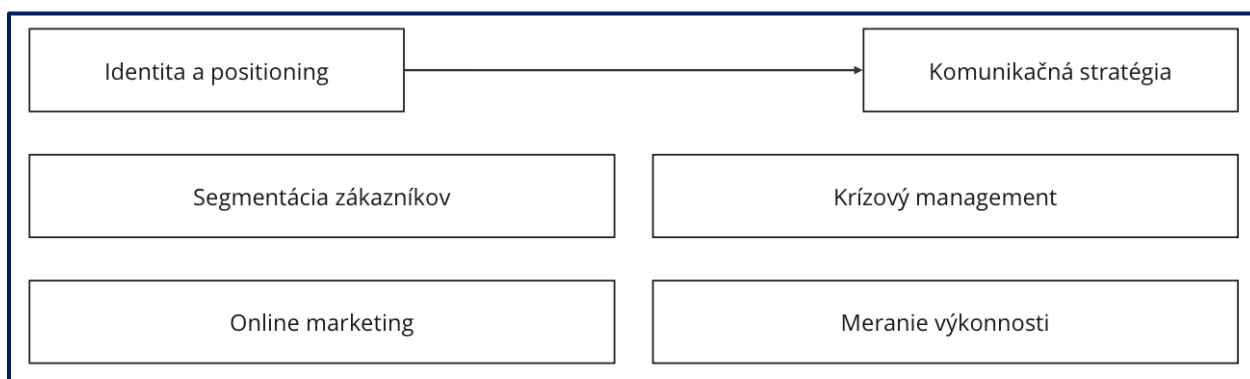 Identita a positioning
Komunikačná stratégia
Segmentácia zákazníkov
Krízový management
Online marketing
Meranie výkonnosti